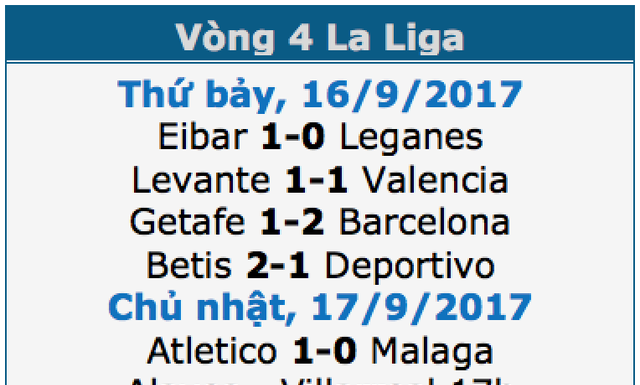 Vòng 4 La Liga
Thứ bảy, 16/9/2017
Eibar 1-0 Leganes
Levante 1-1 Valencia
Getafe 1-2 Barcelona
Betis 2-1 Deportivo
Chủ nhật, 17/9/2017
Atletico 1-0 Malaga